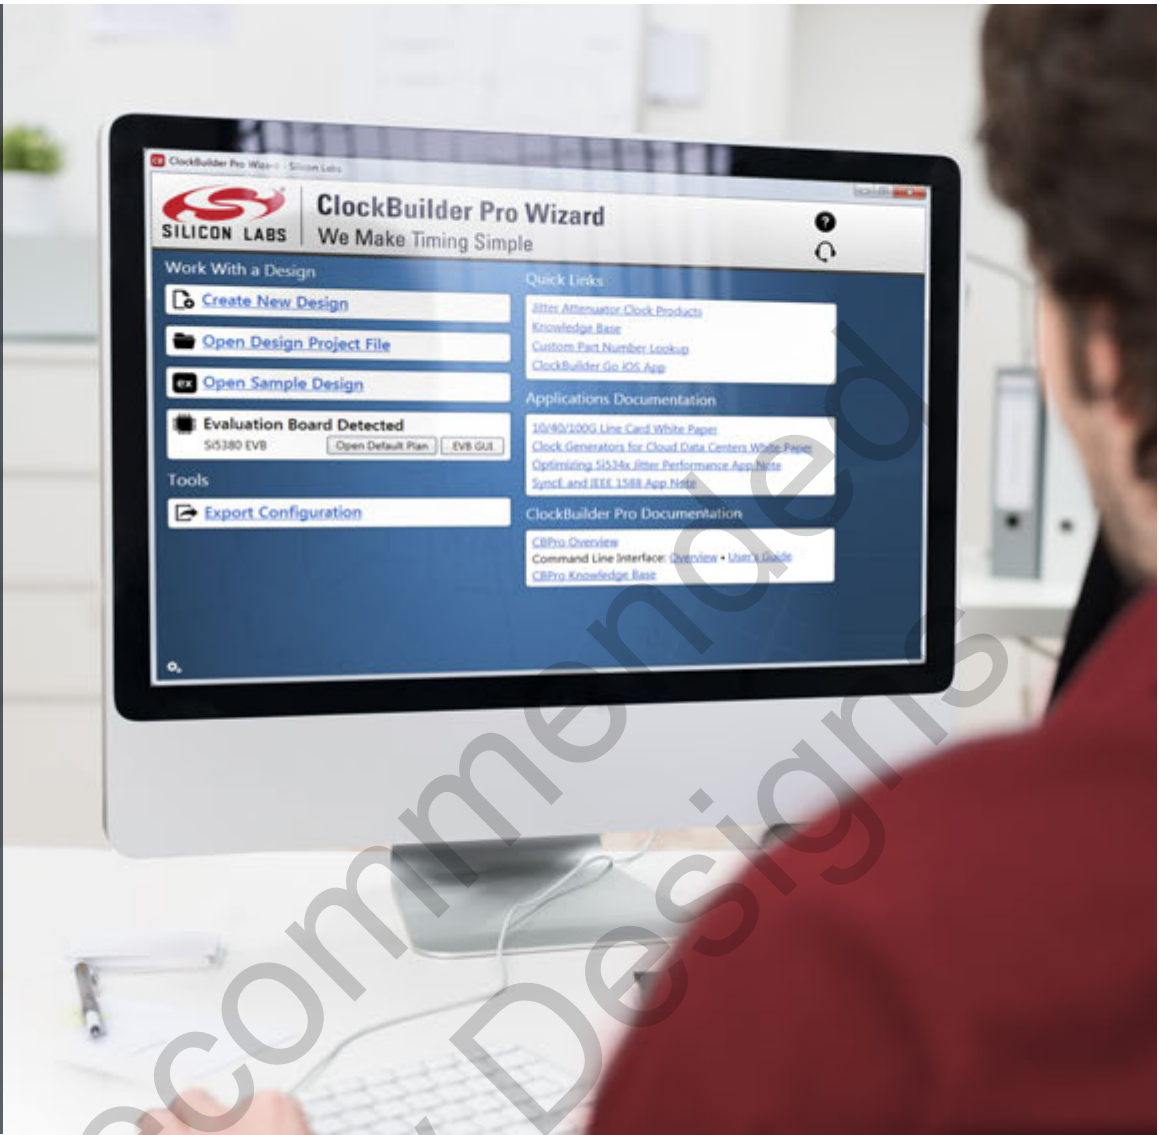 ClockBuilder Pro Wizard - Silicon Labs
SILICON LABS
ClockBuilder Pro Wizard
We Make Timing Simple
Work With a Design
Create New Design
Open Design Project File
ex Open Sample Design
Evaluation Board Detected
Si5380 EVB Open Default Plan EVB GUI
Tools
Export Configuration
Quick Links
Jitter Attenuator Clock Products
Knowledge Base
Custom Part Number Lookup
ClockBuilder Go iOS App
Applications Documentation
10/40/100G Line Card White Paper
Clock Generators for Cloud Data Centers White Paper
Optimizing Si534x Jitter Performance App Note
SyncE and IEEE 1588 App Note
ClockBuilder Pro Documentation
CBPro Overview
Command Line Interface: Overview • User's Guide
CBPro Knowledge Base
commended
Designs